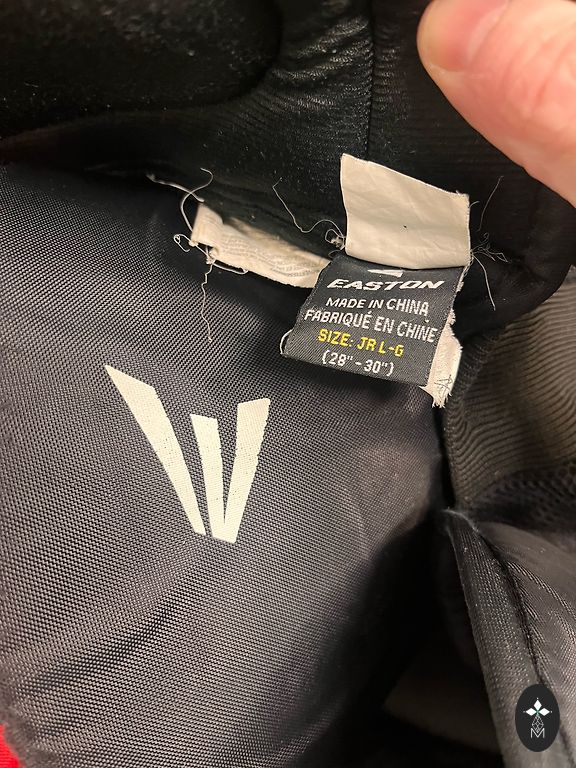 EASTON
MADE IN CHINA
FABRIQUÉ EN CHINE
SIZE: JR L-G
(28" - 30")
M